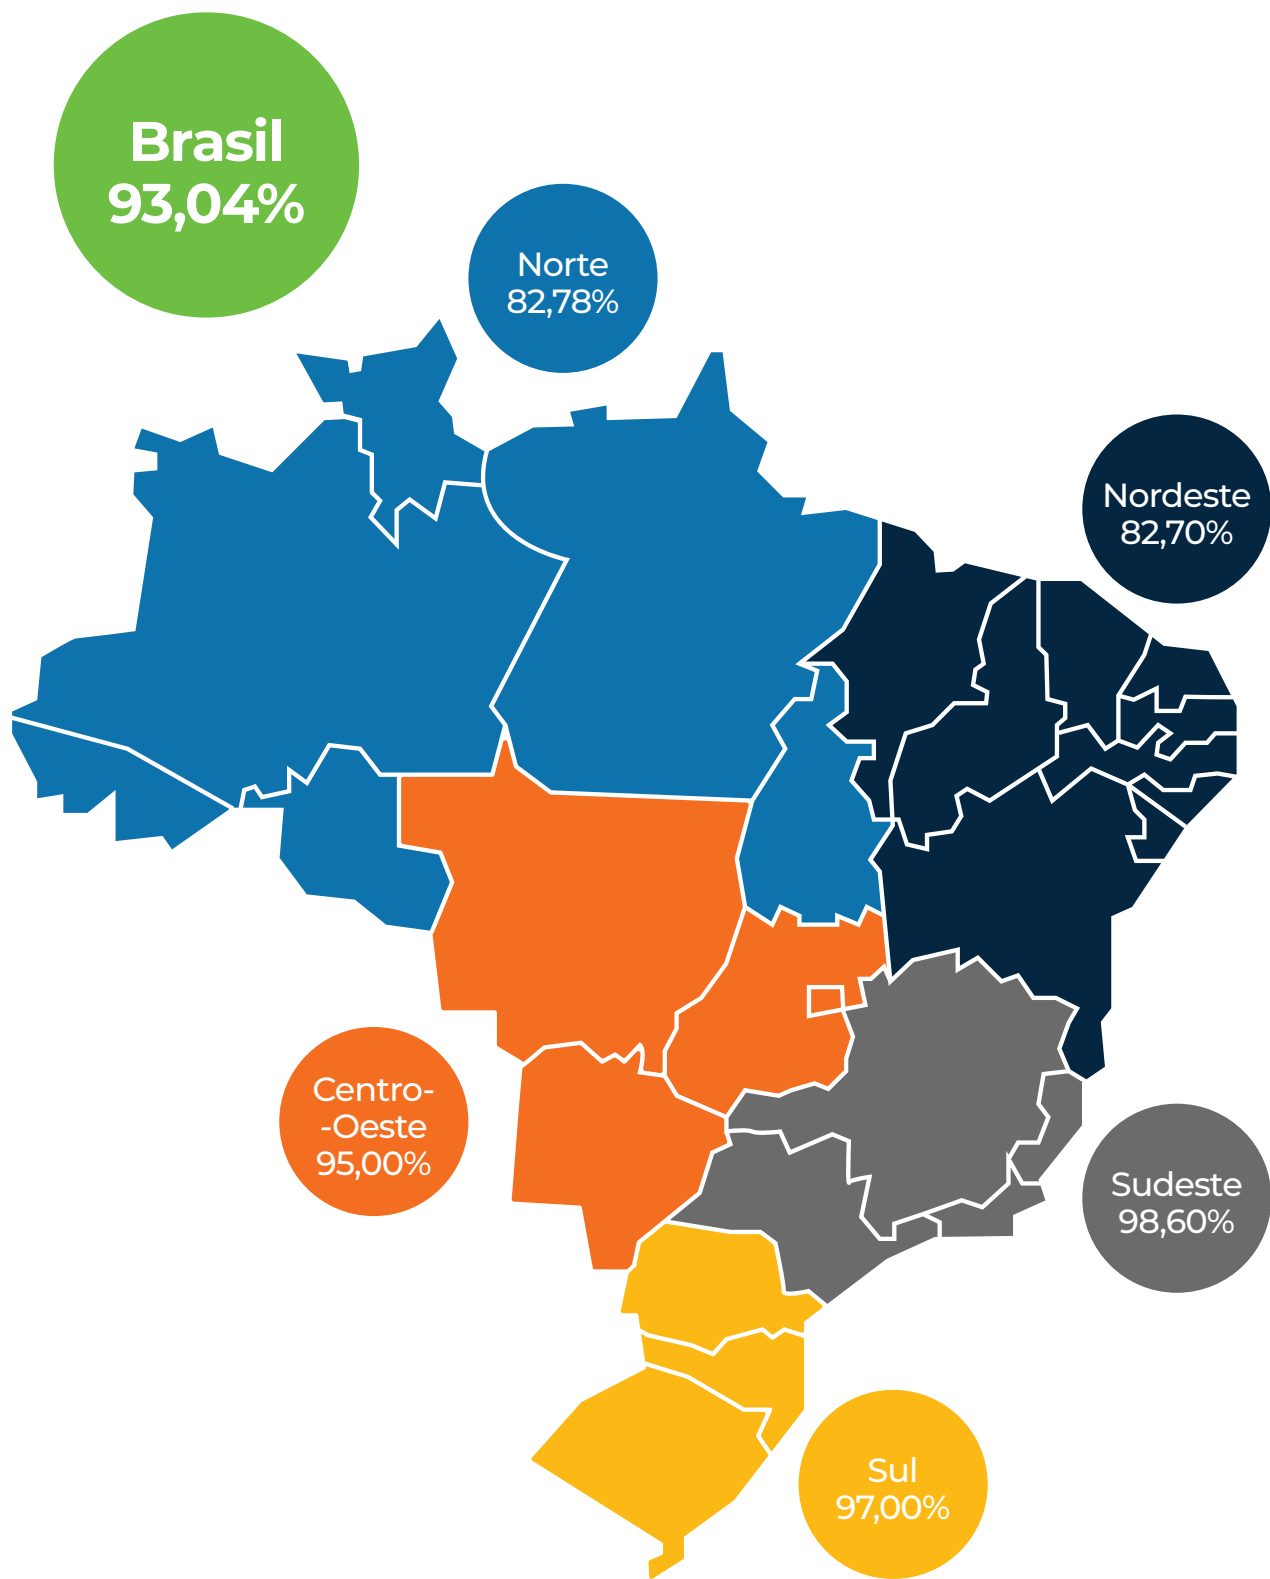 Brasil
93,04%
Norte
82,78%
Nordeste
82,70%
Centro-
-Oeste
95,00%
Sudeste
98,60%
Sul
97,00%